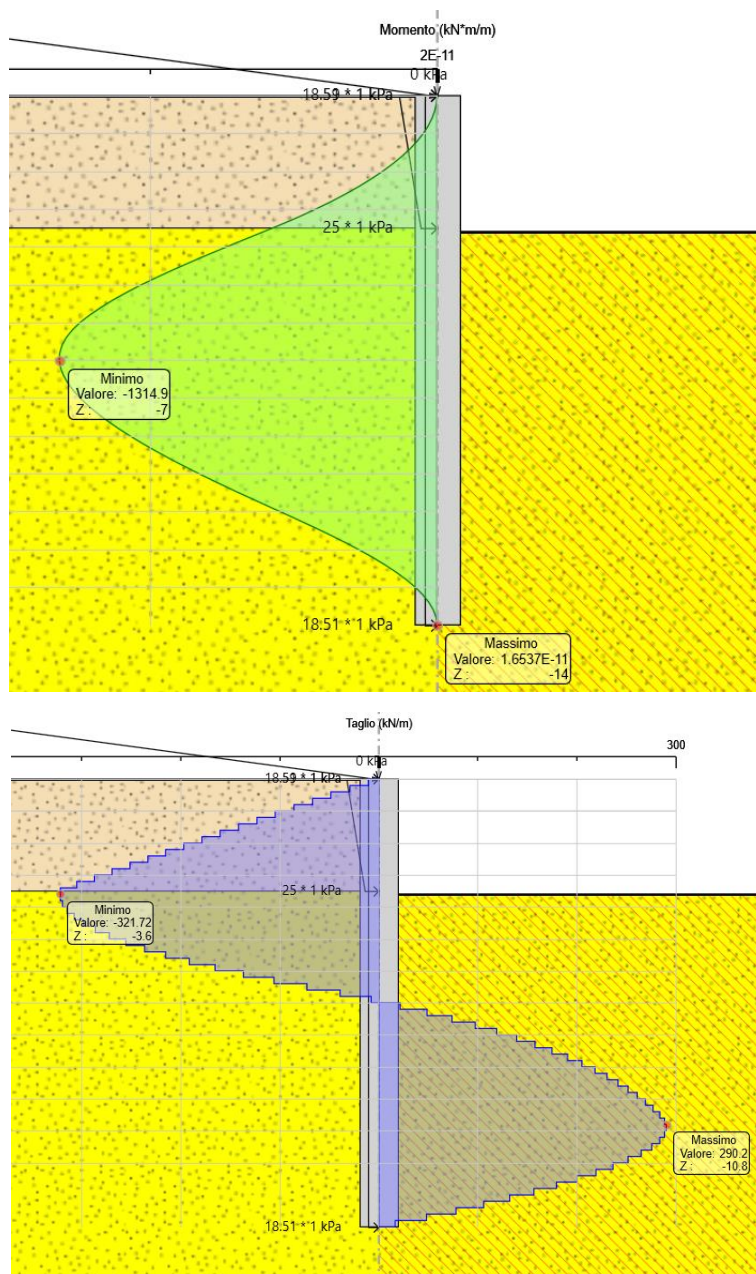 Momento (kN*m/m)
2E-11
0 kPa
18.59 * 1 kPa
25 * 1 kPa
Minimo
Valore: -1314.9
Z : -7
18.51 * 1 kPa
Massimo
Valore: 1.6537E-11
Z : -14
Taglio (kN/m)
300
0 kPa
18.59 * 1 kPa
25 * 1 kPa
Minimo
Valore: -321.72
Z : -3.6
Massimo
Valore: 290.2
Z : -10.8
18.51 * 1 kPa